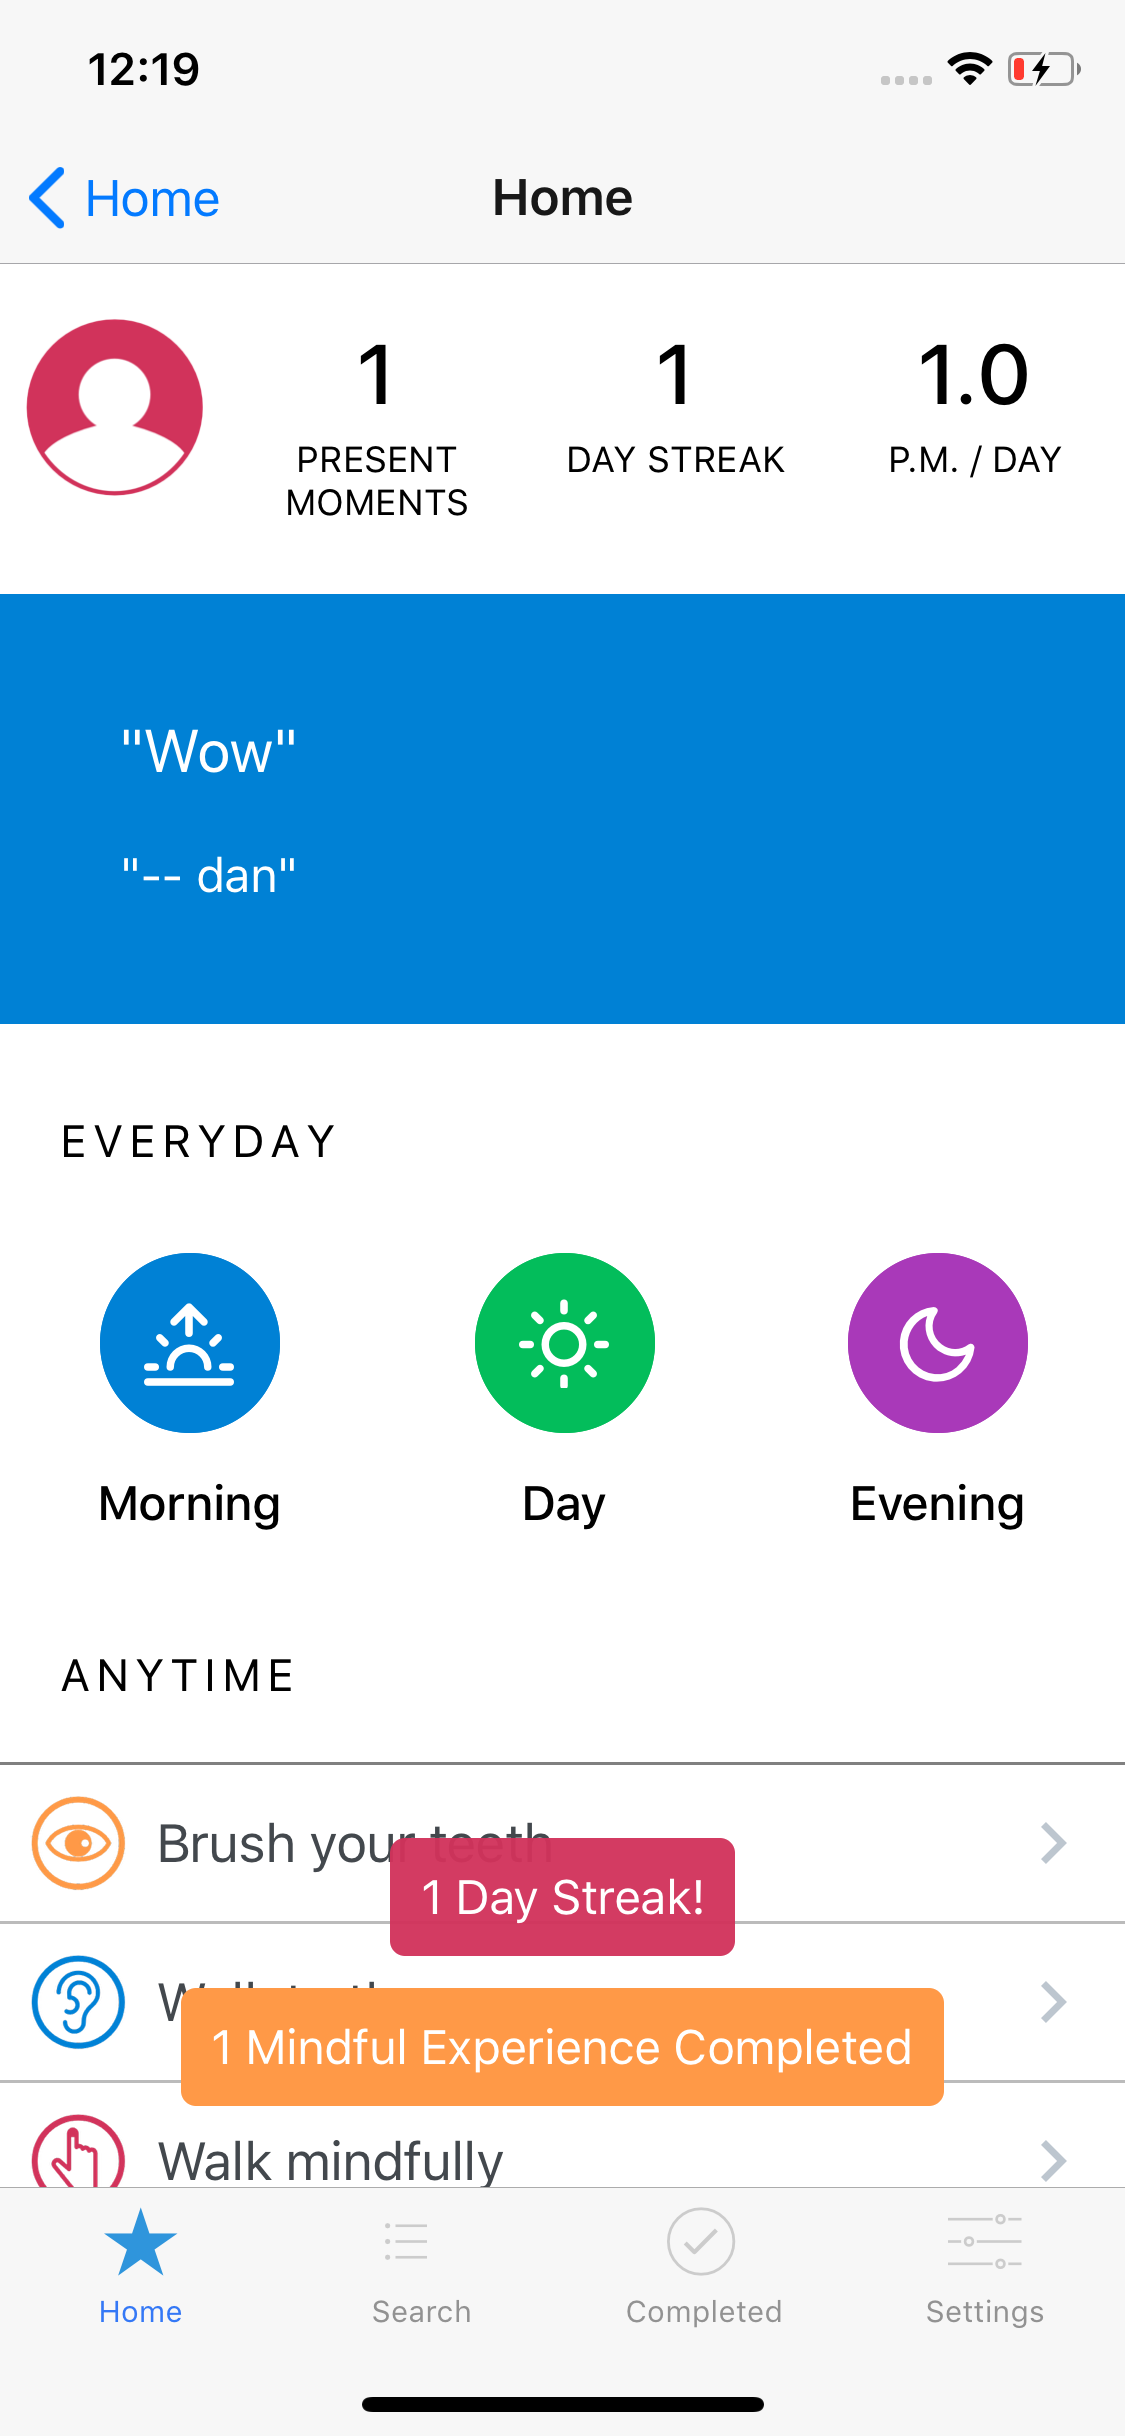 12:19
Home
Home
1
1
1.0
PRESENT
MOMENTS
DAY STREAK
P.M. / DAY
"Wow"
"-- dan"
EVERYDAY
Morning
Day
Evening
ANYTIME
Brush your teeth
1 Day Streak!
1 Mindful Experience Completed
Walk mindfully
Home
Search
Completed
Settings